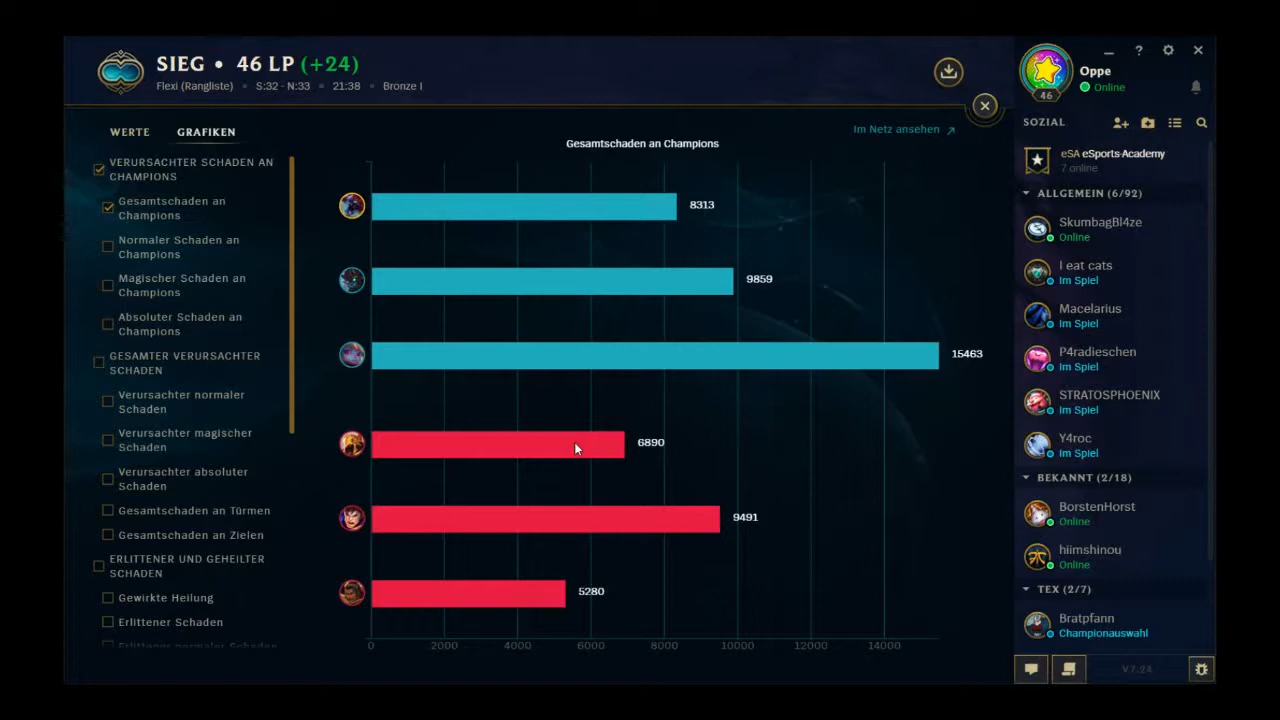 SIEG • 46 LP (+24)
Flexi (Rangliste) S:32 - N:33 21:38 Bronze I
WERTE GRAFIKEN
Im Netz ansehen
Gesamtschaden an Champions
VERURSACHTER SCHADEN AN
CHAMPIONS
Gesamtschaden an
Champions
Normaler Schaden an
Champions
Magischer Schaden an
Champions
Absoluter Schaden an
Champions
GESAMTER VERURSACHTER
SCHADEN
Verursachter normaler
Schaden
Verursachter magischer
Schaden
Verursachter absoluter
Schaden
Gesamtschaden an Türmen
Gesamtschaden an Zielen
ERLITTENER UND GEHEILTER
SCHADEN
Gewirkte Heilung
Erlittener Schaden
Erlittener normaler Schaden
8313
9859
15463
6890
9491
5280
0 2000 4000 6000 8000 10000 12000 14000
46
Oppe
Online
SOZIAL
eSA eSports Academy
7 online
ALLGEMEIN (6/92)
SkumbagBl4ze
Online
I eat cats
Im Spiel
Macelarius
Im Spiel
P4radieschen
Im Spiel
STRATOSPHOENIX
Im Spiel
Y4roc
Im Spiel
BEKANNT (2/18)
BorstenHorst
Online
hiimshinou
Online
TEX (2/7)
Bratpfann
Championauswahl
V7.24